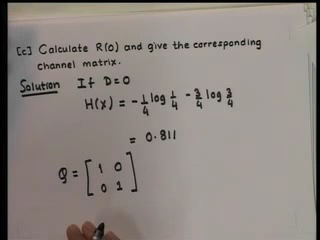 [c] Calculate R(0) and give the corresponding
channel matrix.
Solution If D=0
H(X) = -1/4 log 1/4 - 3/4 log 3/4
= 0.811
Q = [1 0
0 1]